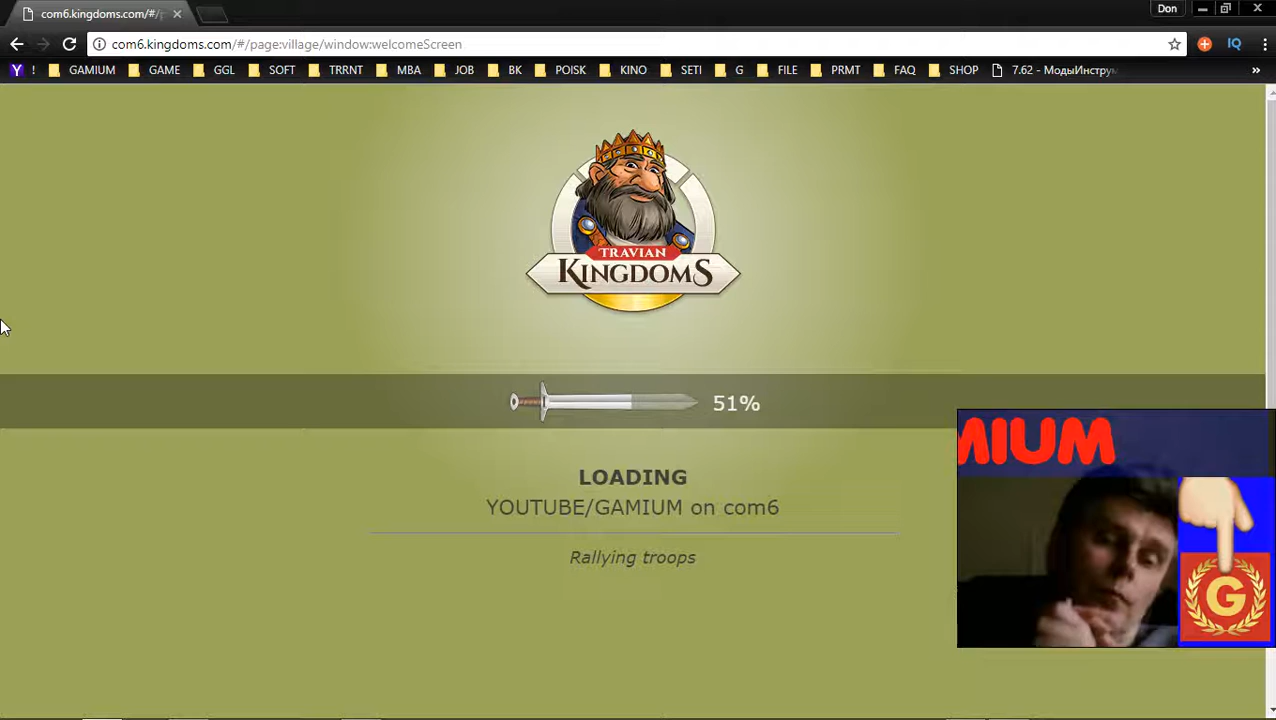 com6.kingdoms.com/#/p
Don
com6.kingdoms.com/#/page:village/window:welcomeScreen
IQ
Y ! GAMIUM GAME GGL SOFT TRRNT MBA JOB BK POISK KINO SETI G FILE PRMT FAQ SHOP 7.62 - МодыИнструм »
TRAVIAN
KINGDOMS
51%
MIUM
LOADING
YOUTUBE/GAMIUM on com6
Rallying troops
G